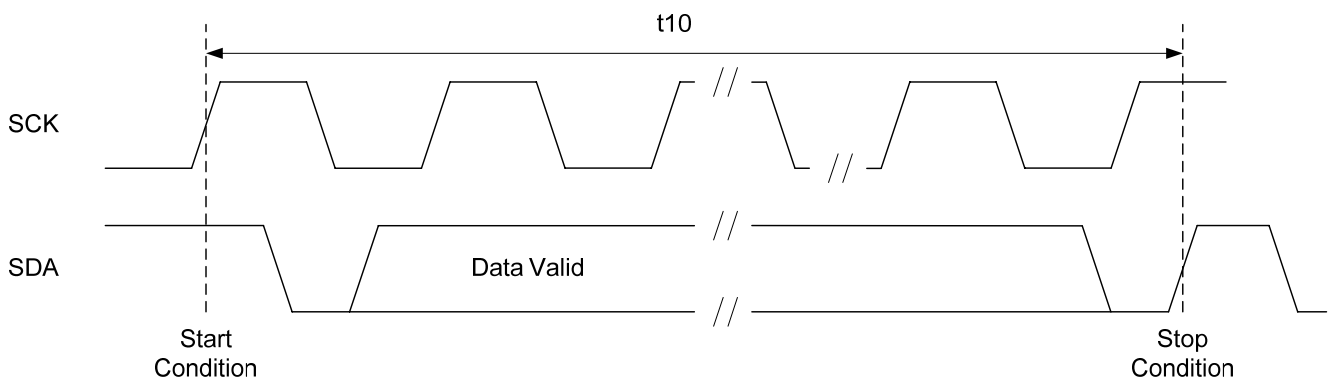 t10
SCK
SDA
Data Valid
Start
Condition
Stop
Condition